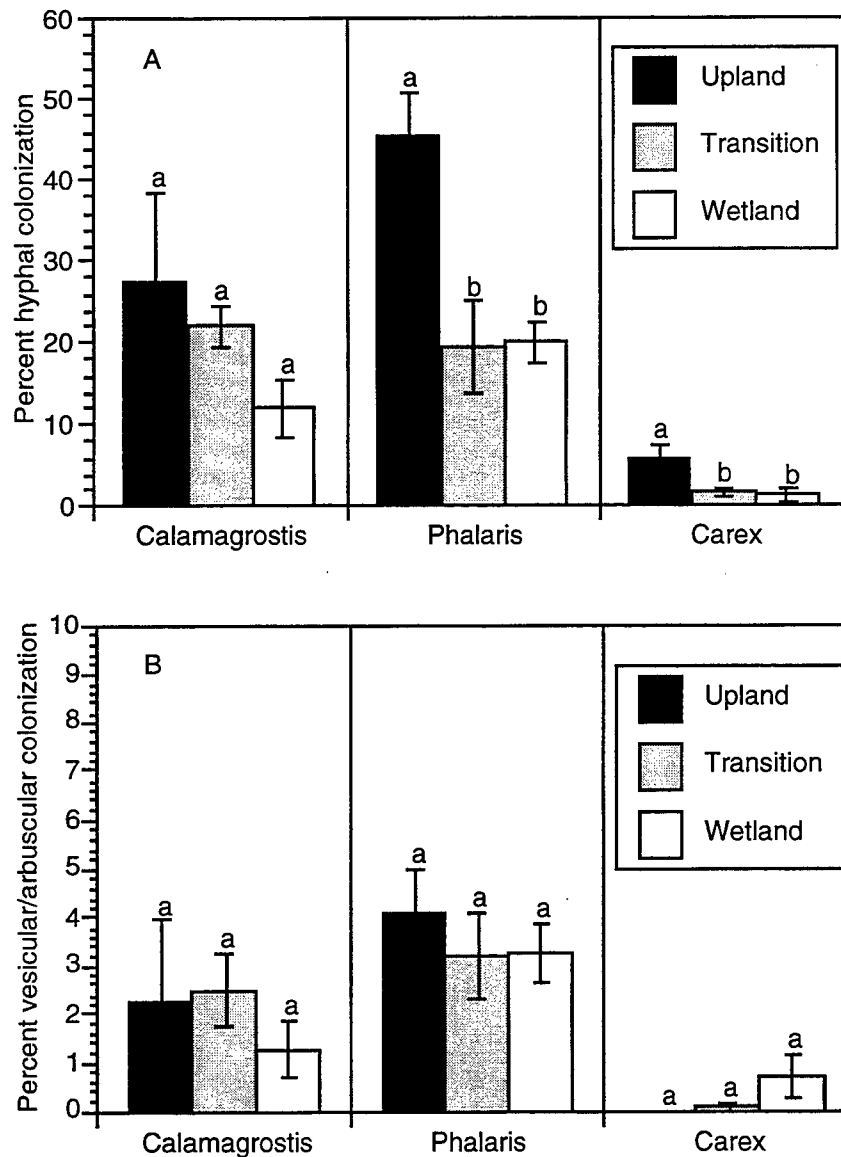 60
50
40
30
20
10
0
Percent hyphal colonization
A
a
a
a
a
b
b
a
b
b
Upland
Transition
Wetland
Calamagrostis
Phalaris
Carex
10
9
8
7
6
5
4
3
2
1
0
Percent vesicular/arbuscular colonization
B
a
a
a
a
a
a
a
a
a
Upland
Transition
Wetland
Calamagrostis
Phalaris
Carex